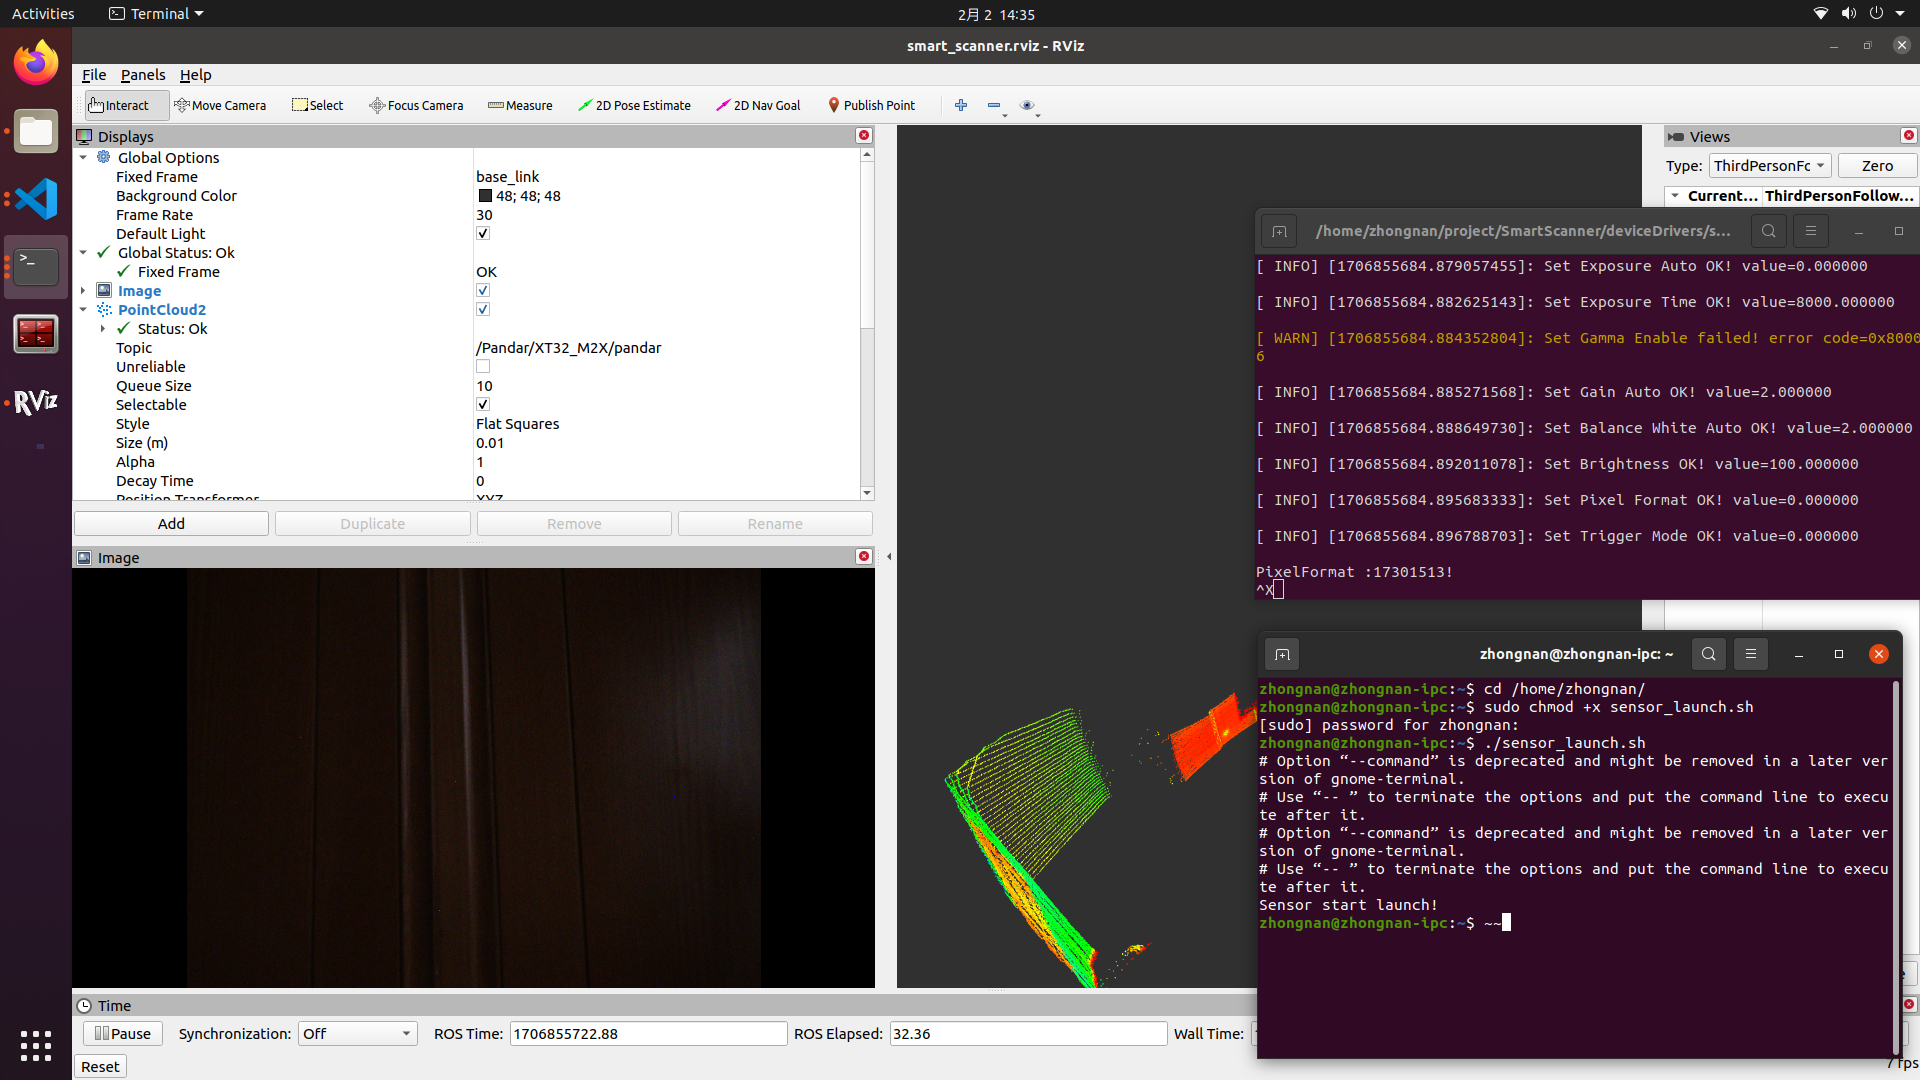 Activities
Terminal
2月 2 14:35
smart_scanner.rviz - RViz
File Panels Help
Interact Move Camera Select Focus Camera Measure 2D Pose Estimate 2D Nav Goal Publish Point
Displays
Global Options
Fixed Frame base_link
Background Color 48; 48; 48
Frame Rate 30
Default Light
Global Status: Ok
Fixed Frame OK
Image
PointCloud2
Status: Ok
Topic /Pandar/XT32_M2X/pandar
Unreliable
Queue Size 10
Selectable
Style Flat Squares
Size (m) 0.01
Alpha 1
Decay Time 0
Position Transformer XYZ
Add Duplicate Remove Rename
Image
RViz
Views
Type: ThirdPersonFc Zero
Current... ThirdPersonFollow...
/home/zhongnan/project/SmartScanner/deviceDrivers/s...
[ INFO] [1706855684.879057455]: Set Exposure Auto OK! value=0.000000
[ INFO] [1706855684.882625143]: Set Exposure Time OK! value=8000.000000
[ WARN] [1706855684.884352804]: Set Gamma Enable failed! error code=0x8000
6
[ INFO] [1706855684.885271568]: Set Gain Auto OK! value=2.000000
[ INFO] [1706855684.888649730]: Set Balance White Auto OK! value=2.000000
[ INFO] [1706855684.892011078]: Set Brightness OK! value=100.000000
[ INFO] [1706855684.895683333]: Set Pixel Format OK! value=0.000000
[ INFO] [1706855684.896788703]: Set Trigger Mode OK! value=0.000000
PixelFormat :17301513!
^X
zhongnan@zhongnan-ipc: ~
zhongnan@zhongnan-ipc:~$ cd /home/zhongnan/
zhongnan@zhongnan-ipc:~$ sudo chmod +x sensor_launch.sh
[sudo] password for zhongnan:
zhongnan@zhongnan-ipc:~$ ./sensor_launch.sh
# Option “--command” is deprecated and might be removed in a later ver
sion of gnome-terminal.
# Use “-- ” to terminate the options and put the command line to execu
te after it.
# Option “--command” is deprecated and might be removed in a later ver
sion of gnome-terminal.
# Use “-- ” to terminate the options and put the command line to execu
te after it.
Sensor start launch!
zhongnan@zhongnan-ipc:~$ ~~
Time
Pause Synchronization: Off ROS Time: 1706855722.88 ROS Elapsed: 32.36 Wall Time:
Reset
7 fps